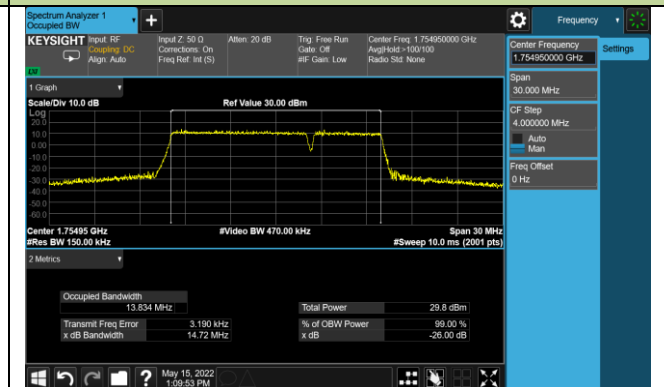 Spectrum Analyzer 1
Occupied BW
Frequency
KEYSIGHT
Input: RF
Coupling: DC
Align: Auto
Input Z: 50 Ω
Corrections: On
Freq Ref: Int (S)
Atten: 20 dB
Trig: Free Run
Gate: Off
#IF Gain: Low
Center Freq: 1.754950000 GHz
Avg|Hold:>100/100
Radio Std: None
Center Frequency
1.754950000 GHz
Settings
Span
30.000 MHz
CF Step
4.000000 MHz
Auto
Man
Freq Offset
0 Hz
1 Graph
Scale/Div 10.0 dB
Ref Value 30.00 dBm
Log
20.0
10.0
0.00
-10.0
-20.0
-30.0
-40.0
-50.0
-60.0
Center 1.75495 GHz
#Video BW 470.00 kHz
Span 30 MHz
#Res BW 150.00 kHz
#Sweep 10.0 ms (2001 pts)
2 Metrics
Occupied Bandwidth
13.834 MHz
Total Power
29.8 dBm
Transmit Freq Error
3.190 kHz
% of OBW Power
99.00 %
x dB Bandwidth
14.72 MHz
x dB
-26.00 dB
May 15, 2022
1:09:53 PM